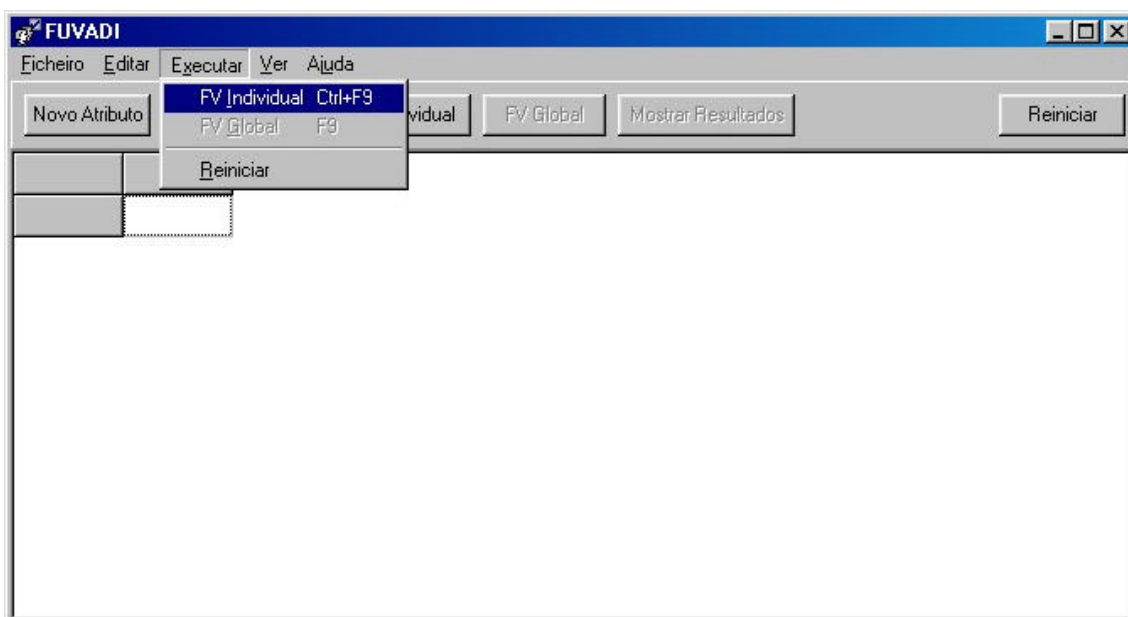 FUVADI
Ficheiro Editar Executar Ver Ajuda
FV Individual Ctrl+F9
FV Global F9
Reiniciar
Novo Atributo vidual FV Global Mostrar Resultados Reiniciar